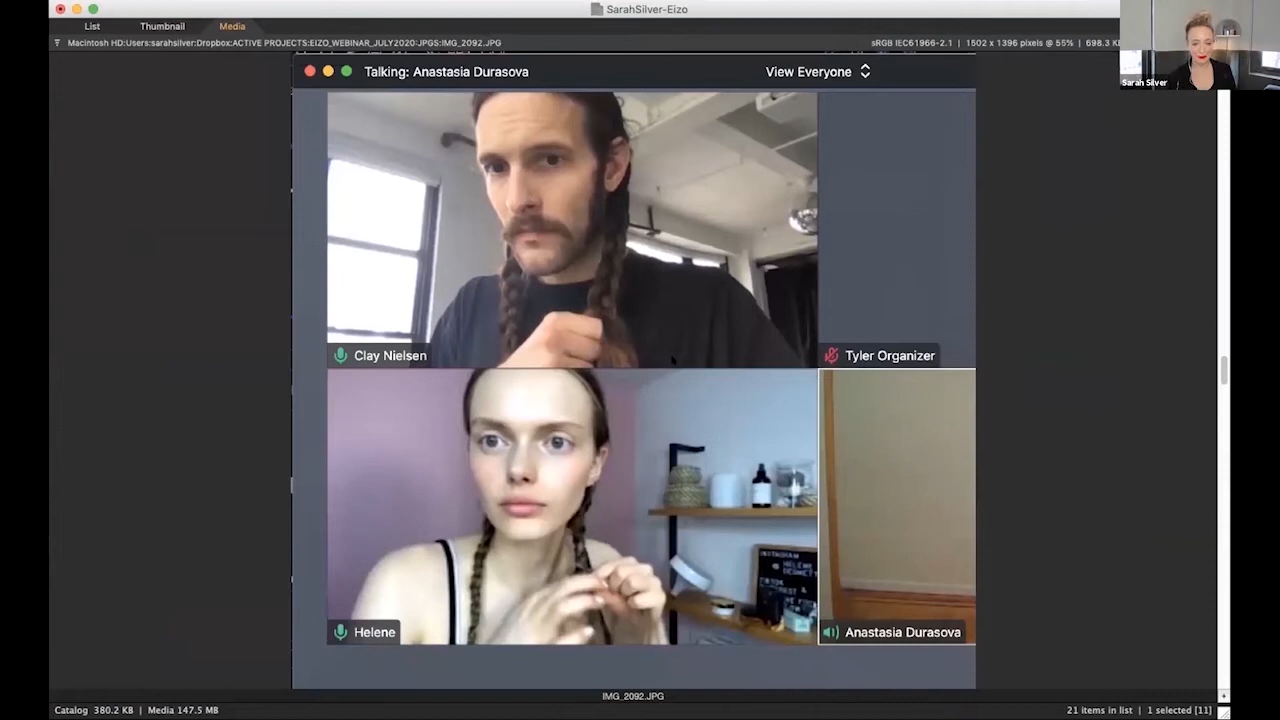 SarahSilver-Eizo
List Thumbnail Media
Macintosh HD:Users:sarahsilver:Dropbox:ACTIVE PROJECTS:EIZO_WEBINAR_JULY2020:JPGS:IMG_2092.JPG
sRGB IEC61966-2.1 | 1502 x 1396 pixels @ 55% | 698.3
Sarah Silver
Talking: Anastasia Durasova
View Everyone
Clay Nielsen
Tyler Organizer
INSTAGRAM
HELENE
TIKTOK
Helene
Anastasia Durasova
IMG_2092.JPG
Catalog 380.2 KB | Media 147.5 MB
21 items in list | 1 selected [11]